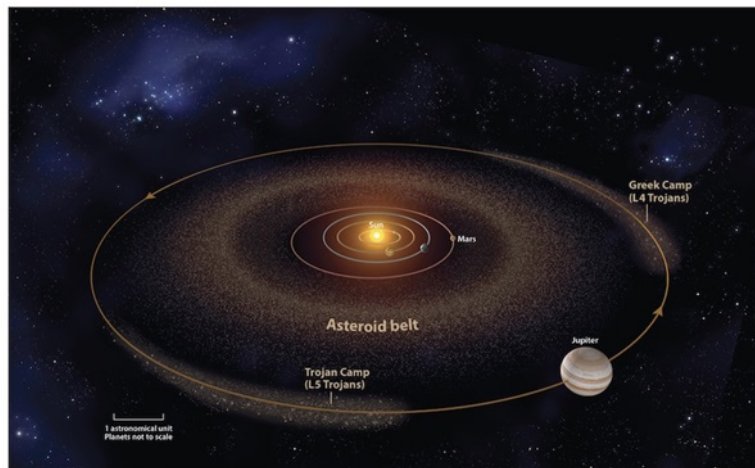 Greek Camp
(L4 Trojans)
Sun
Mars
Asteroid belt
Jupiter
Trojan Camp
(L5 Trojans)
1 astronomical unit
Planets not to scale